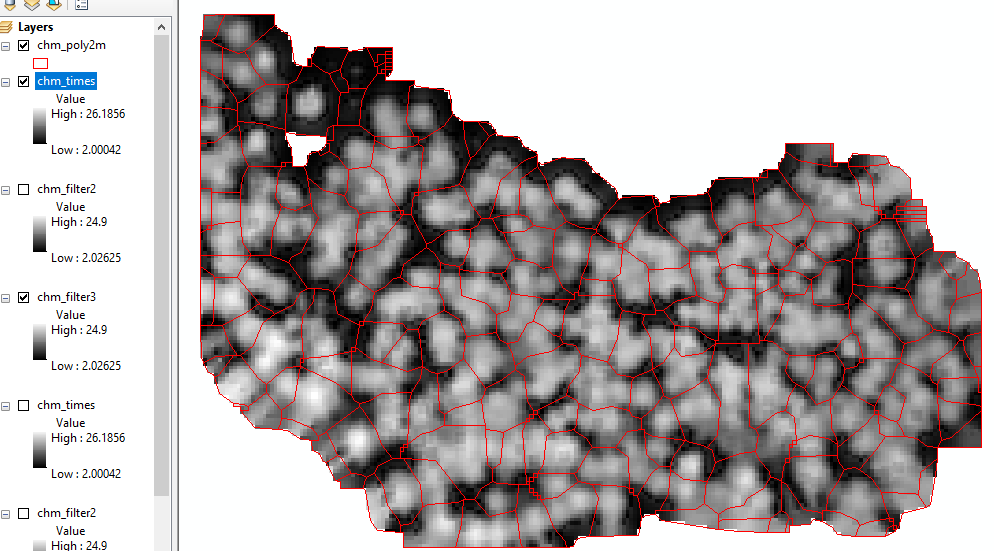 Layers
chm_poly2m
chm_times
Value
High : 26.1856
Low : 2.00042
chm_filter2
Value
High : 24.9
Low : 2.02625
chm_filter3
Value
High : 24.9
Low : 2.02625
chm_times
Value
High : 26.1856
Low : 2.00042
chm_filter2
Value
High : 24.9